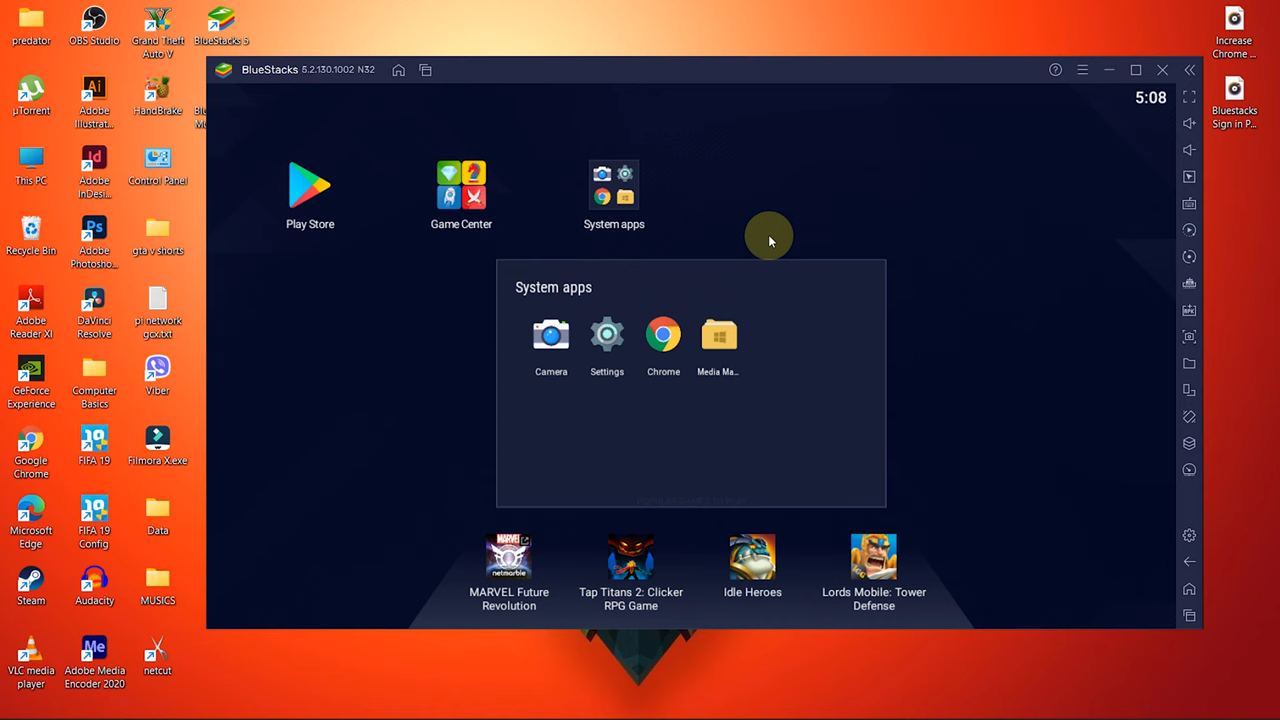 predator
OBS Studio
Grand Theft
Auto V
BlueStacks 5
µTorrent
Adobe
Illustrat...
HandBrake
This PC
Adobe
InDesi...
Control Panel
Recycle Bin
Adobe
Photosho...
gta v shorts
Adobe
Reader XI
DaVinci
Resolve
pi network
gcx.txt
GeForce
Experience
Computer
Basics
Viber
Google
Chrome
FIFA 19
Filmora X.exe
Microsoft
Edge
FIFA 19
Config
Data
Steam
Audacity
MUSICS
VLC media
player
Adobe Media
Encoder 2020
netcut
BlueStacks 5.2.130.1002 N32
5:08
Play Store
Game Center
System apps
System apps
Camera
Settings
Chrome
Media Ma...
MARVEL Future
Revolution
Tap Titans 2: Clicker
RPG Game
Idle Heroes
Lords Mobile: Tower
Defense
Increase
Chrome ...
Bluestacks
Sign in P...